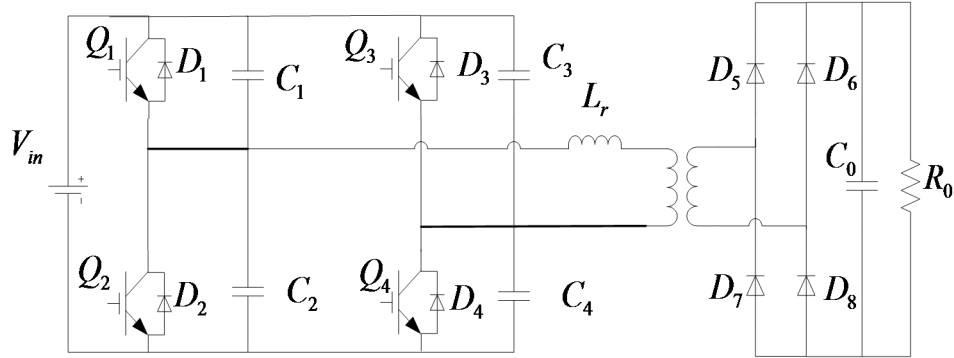 Q1
D1
C1
Q3
D3
C3
Lr
D5
D6
Vin
+
-
C0
R0
Q2
D2
C2
Q4
D4
C4
D7
D8